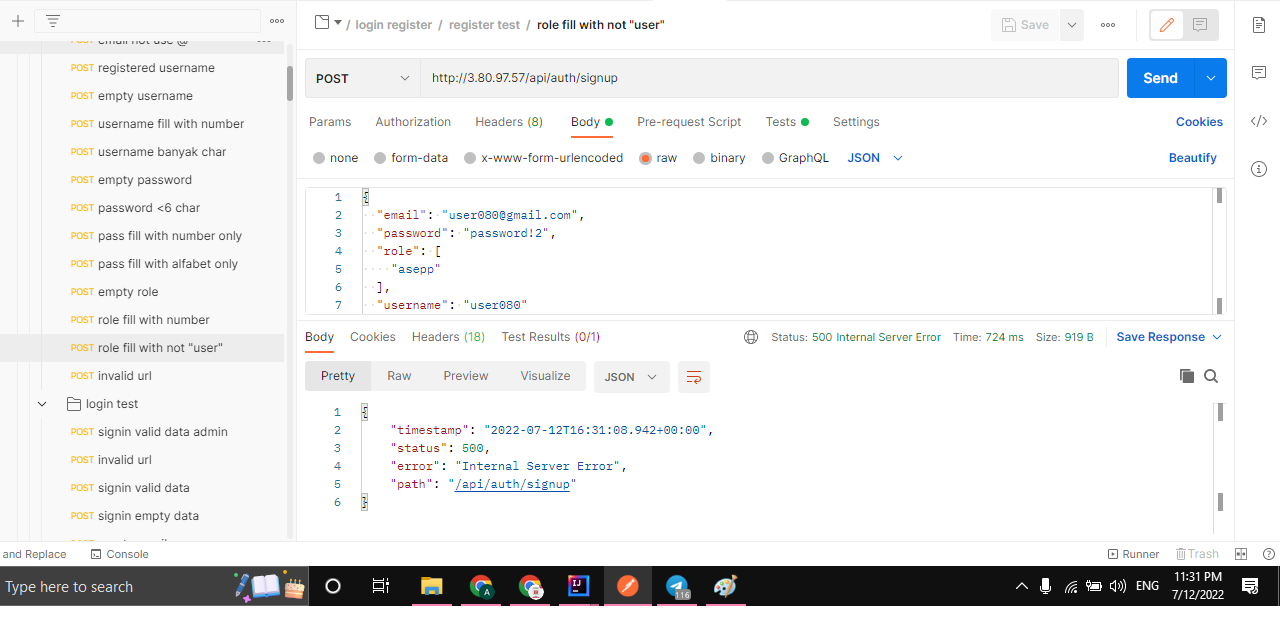 / login register / register test / role fill with not "user"
Save
POST email not use @
POST registered username
POST empty username
POST username fill with number
POST username banyak char
POST empty password
POST password <6 char
POST pass fill with number only
POST pass fill with alfabet only
POST empty role
POST role fill with number
POST role fill with not "user"
POST invalid url
login test
POST signin valid data admin
POST invalid url
POST signin valid data
POST signin empty data
POST http://3.80.97.57/api/auth/signup Send
Params Authorization Headers (8) Body Pre-request Script Tests Settings Cookies
none form-data x-www-form-urlencoded raw binary GraphQL JSON Beautify
1 {
2 "email": "user080@gmail.com",
3 "password": "password!2",
4 "role": [
5 "asepp"
6 ],
7 "username": "user080"
Body Cookies Headers (18) Test Results (0/1) Status: 500 Internal Server Error Time: 724 ms Size: 919 B Save Response
Pretty Raw Preview Visualize JSON
1 {
2 "timestamp": "2022-07-12T16:31:08.942+00:00",
3 "status": 500,
4 "error": "Internal Server Error",
5 "path": "/api/auth/signup"
6 }
and Replace Console Runner Trash
Type here to search
A
IJ
116
ENG
11:31 PM
7/12/2022